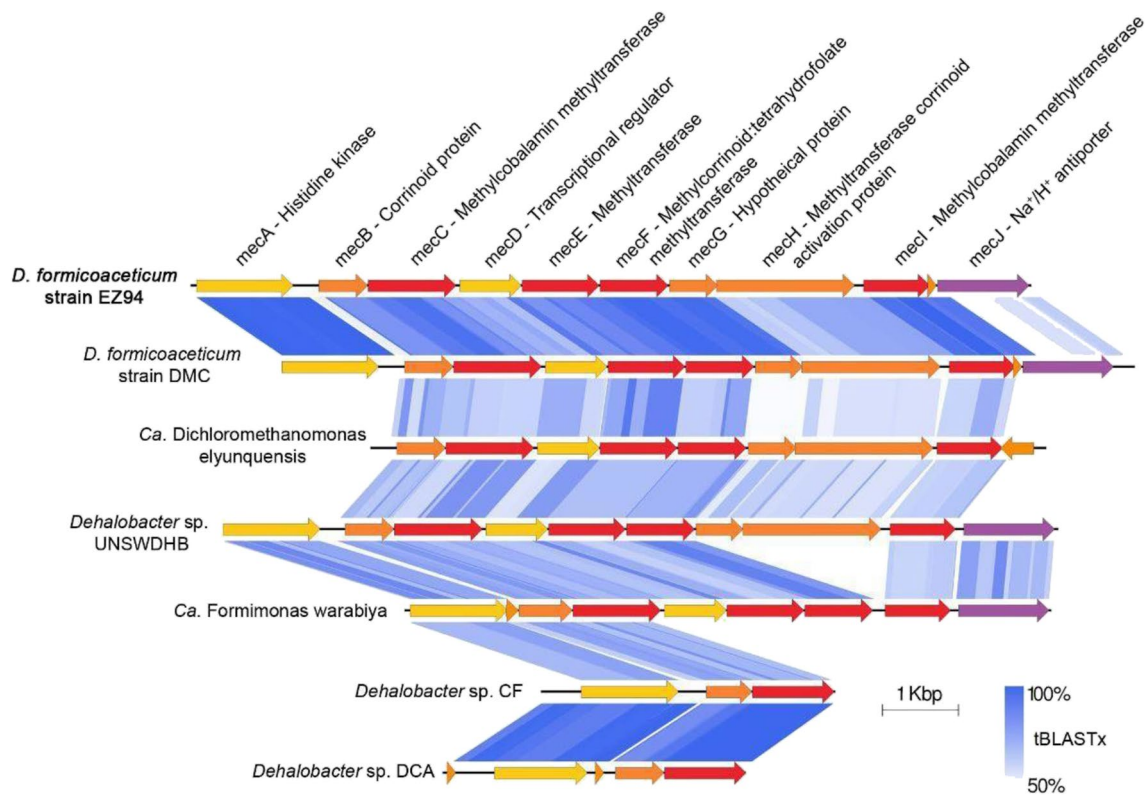 mecA - Histidine kinase
mecB - Corrinoid protein
mecC - Methylcobalamin methyltransferase
mecD - Transcriptional regulator
mecE - Methyltransferase
mecF - Methylcorrinoid:tetrahydrofolate
methyltransferase
mecG - Hypotheical protein
mecH - Methyltransferase corrinoid
activation protein
mecI - Methylcobalamin methyltransferase
mecJ - Na⁺/H⁺ antiporter
D. formicoaceticum
strain EZ94
D. formicoaceticum
strain DMC
Ca. Dichloromethanomonas
elyunquensis
Dehalobacter sp.
UNSWDHB
Ca. Formimonas warabiya
Dehalobacter sp. CF
Dehalobacter sp. DCA
1 Kbp
100%
tBLASTx
50%